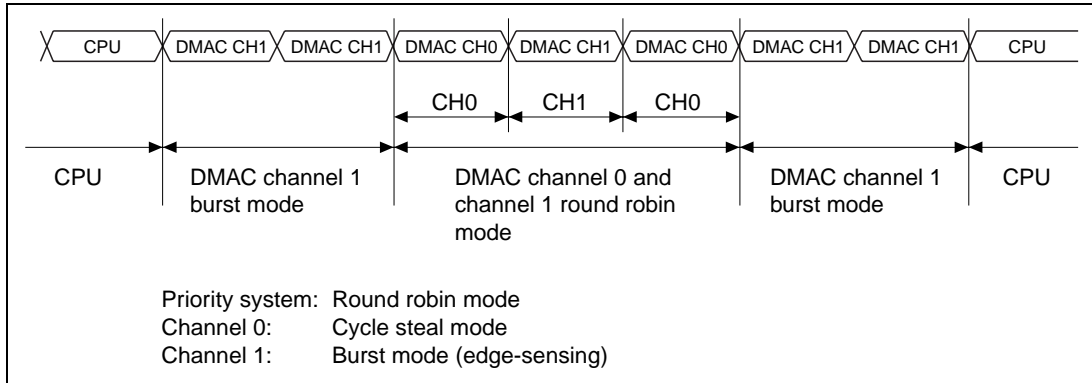 CPU DMAC CH1 DMAC CH1 DMAC CH0 DMAC CH1 DMAC CH0 DMAC CH1 DMAC CH1 CPU
CH0 CH1 CH0
CPU DMAC channel 1 DMAC channel 0 and DMAC channel 1 CPU
burst mode channel 1 round robin burst mode
mode
Priority system: Round robin mode
Channel 0: Cycle steal mode
Channel 1: Burst mode (edge-sensing)